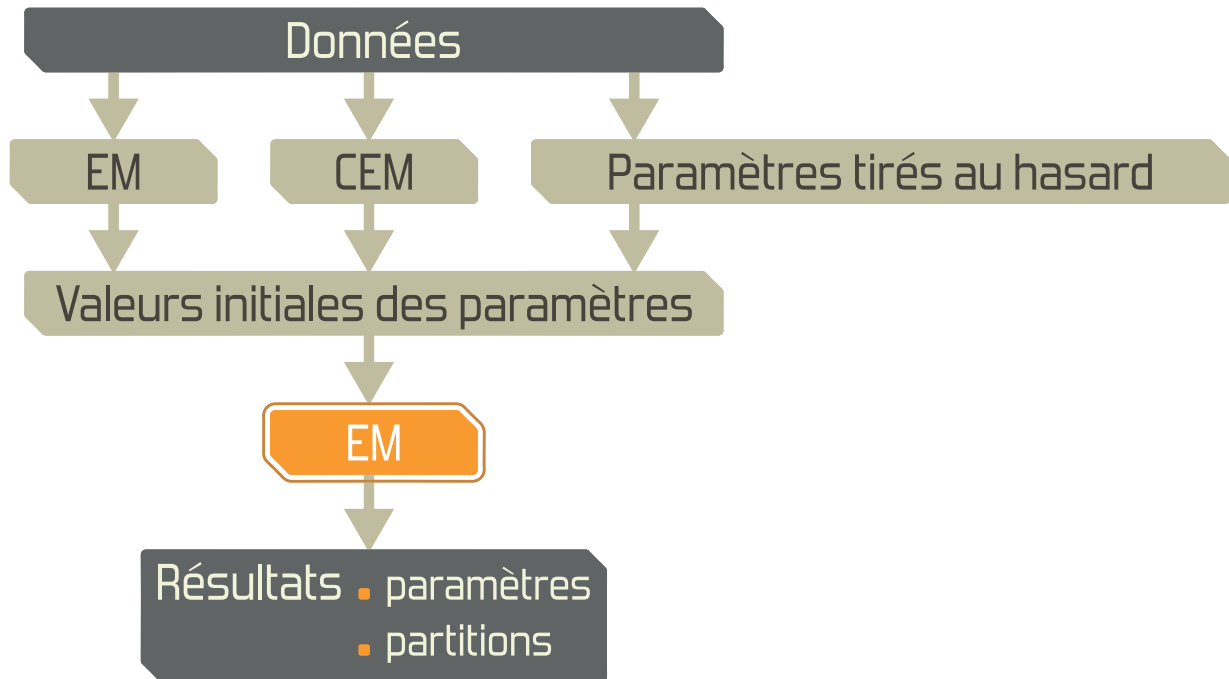 Données
EM
CEM
Paramètres tirés au hasard
Valeurs initiales des paramètres
EM
Résultats . paramètres
. partitions